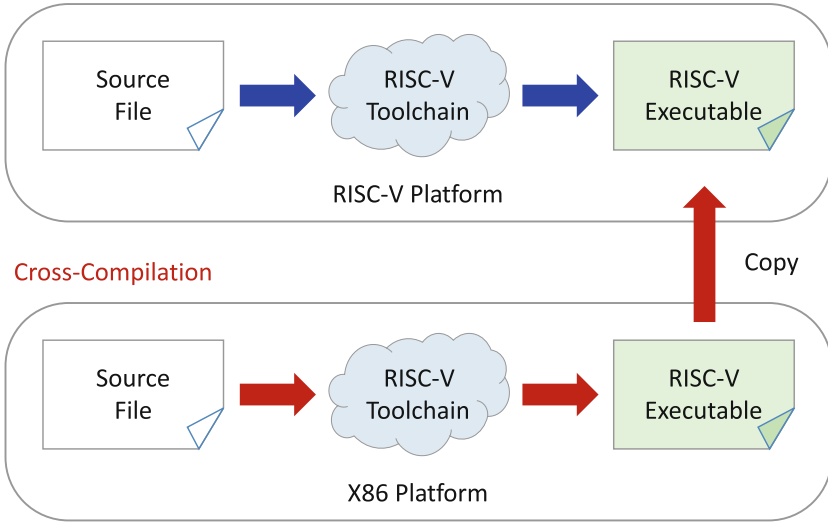 Source
File
RISC-V
Toolchain
RISC-V
Executable
RISC-V Platform
Cross-Compilation
Copy
Source
File
RISC-V
Toolchain
RISC-V
Executable
X86 Platform